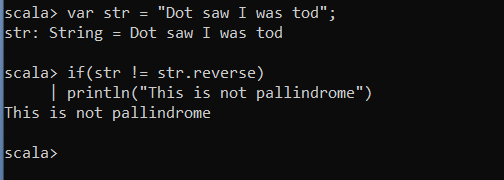 scala> var str = "Dot saw I was tod";
str: String = Dot saw I was tod
scala> if(str != str.reverse)
| println("This is not pallindrome")
This is not pallindrome
scala>